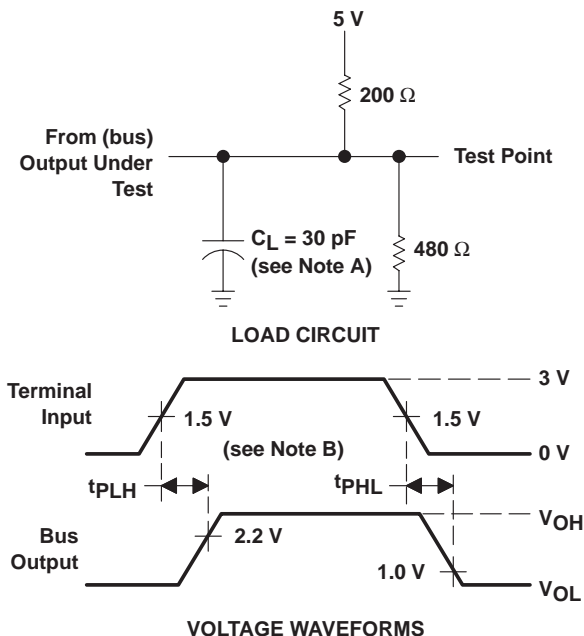 5 V
200 Ω
From (bus)
Output Under
Test
Test Point
CL = 30 pF
(see Note A)
480 Ω
LOAD CIRCUIT
Terminal
Input
3 V
1.5 V
1.5 V
(see Note B)
0 V
tPLH
tPHL
Bus
Output
VOH
2.2 V
1.0 V
VOL
VOLTAGE WAVEFORMS